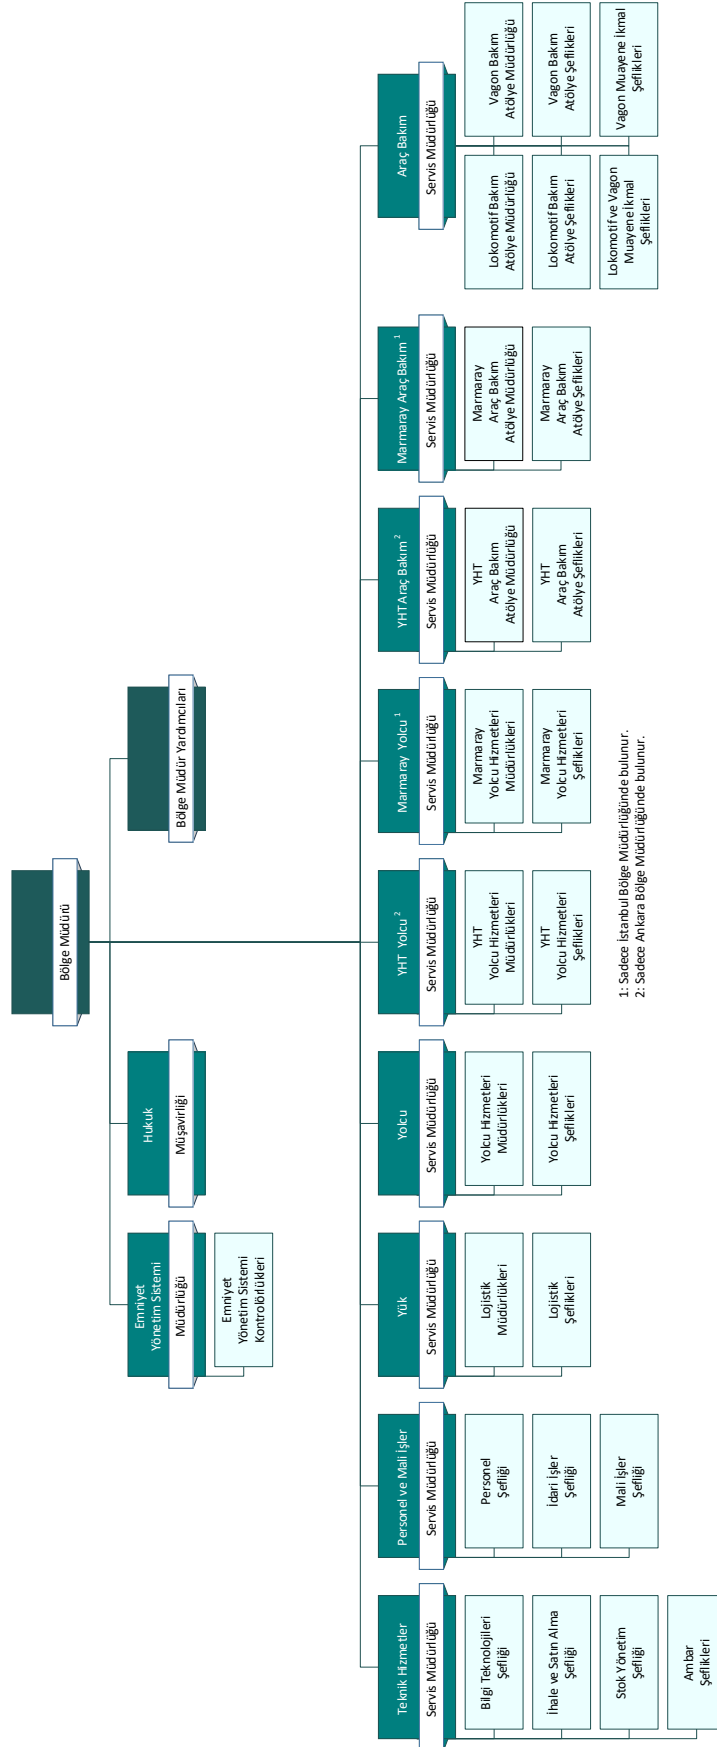 Bölge Müdürü
Emniyet
Yönetim Sistemi
Müdürlüğü
Emniyet
Yönetim Sistemi
Kontrolörlükleri
Hukuk
Müşavirliği
Bölge Müdür Yardımcıları
Teknik Hizmetler
Servis Müdürlüğü
Bilgi Teknolojileri
Şefliği
İhale ve Satın Alma
Şefliği
Stok Yönetim
Şefliği
Ambar
Şeflikleri
Personel ve Mali İşler
Servis Müdürlüğü
Personel
Şefliği
İdari İşler
Şefliği
Mali İşler
Şefliği
Yük
Servis Müdürlüğü
Lojistik
Müdürlükleri
Lojistik
Şeflikleri
Yolcu
Servis Müdürlüğü
Yolcu Hizmetleri
Müdürlükleri
Yolcu Hizmetleri
Şeflikleri
YHT Yolcu ²
Servis Müdürlüğü
YHT
Yolcu Hizmetleri
Müdürlükleri
YHT
Yolcu Hizmetleri
Şeflikleri
Marmaray Yolcu ¹
Servis Müdürlüğü
Marmaray
Yolcu Hizmetleri
Müdürlükleri
Marmaray
Yolcu Hizmetleri
Şeflikleri
YHT Araç Bakım ²
Servis Müdürlüğü
YHT
Araç Bakım
Atölye Müdürlüğü
YHT
Araç Bakım
Atölye Şeflikleri
Marmaray Araç Bakım ¹
Servis Müdürlüğü
Marmaray
Araç Bakım
Atölye Müdürlüğü
Marmaray
Araç Bakım
Atölye Şeflikleri
Araç Bakım
Servis Müdürlüğü
Lokomotif Bakım
Atölye Müdürlüğü
Vagon Bakım
Atölye Müdürlüğü
Lokomotif Bakım
Atölye Şeflikleri
Vagon Bakım
Atölye Şeflikleri
Lokomotif ve Vagon
Muayene İkmal
Şeflikleri
Vagon Muayene İkmal
Şeflikleri
1: Sadece İstanbul Bölge Müdürlüğünde bulunur.
2: Sadece Ankara Bölge Müdürlüğünde bulunur.